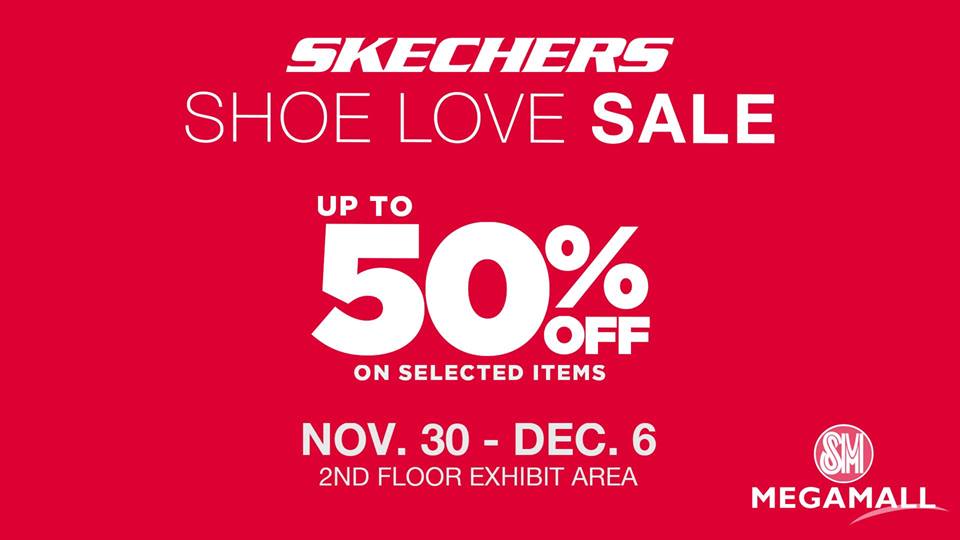 SKECHERS
SHOE LOVE SALE
UP TO
50%
OFF
ON SELECTED ITEMS
NOV. 30 - DEC. 6
2ND FLOOR EXHIBIT AREA
SM
MEGAMALL